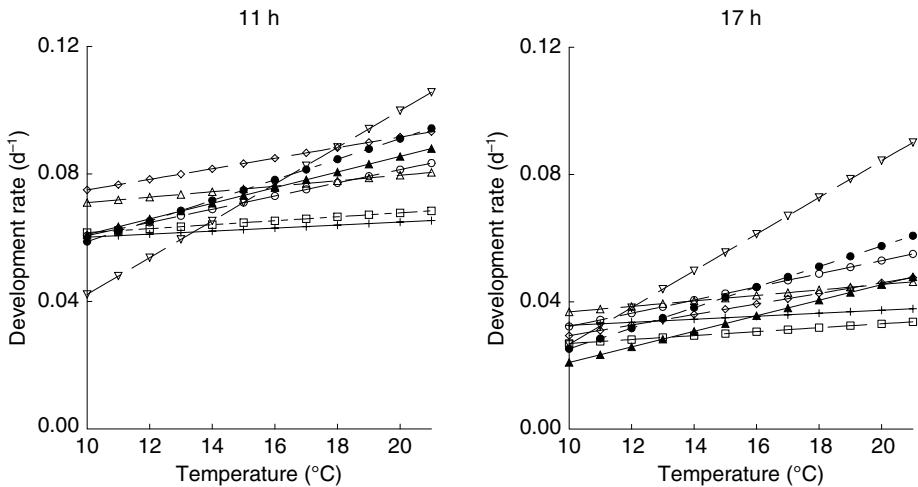 11 h
0.12
0.08
0.04
0.00
Development rate (d⁻¹)
10 12 14 16 18 20
Temperature (°C)
17 h
0.12
0.08
0.04
0.00
Development rate (d⁻¹)
10 12 14 16 18 20
Temperature (°C)